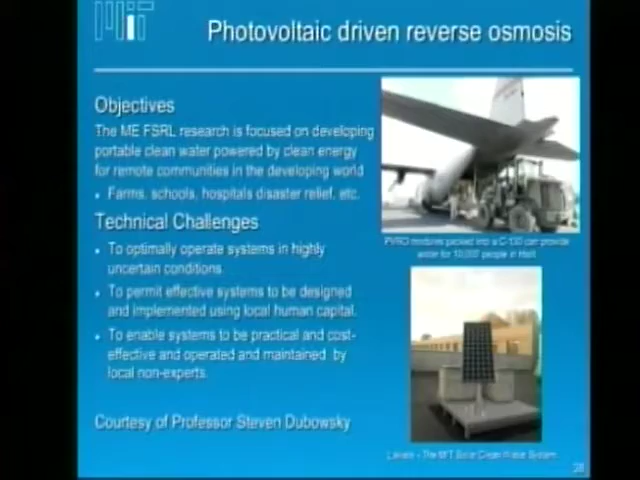 MIT
Photovoltaic driven reverse osmosis
Objectives
The ME FSRL research is focused on developing
portable clean water powered by clean energy
for remote communities in the developing world
• Farms, schools, hospitals disaster relief, etc.
Technical Challenges
• To optimally operate systems in highly
uncertain conditions
• To permit effective systems to be designed
and implemented using local human capital.
• To enable systems to be practical and cost-
effective and operated and maintained by
local non-experts.
Courtesy of Professor Steven Dubowsky
PVRO modules packed into a C-130 can provide
water for 10,000 people in Haiti
- The MIT Solar Clean Water System